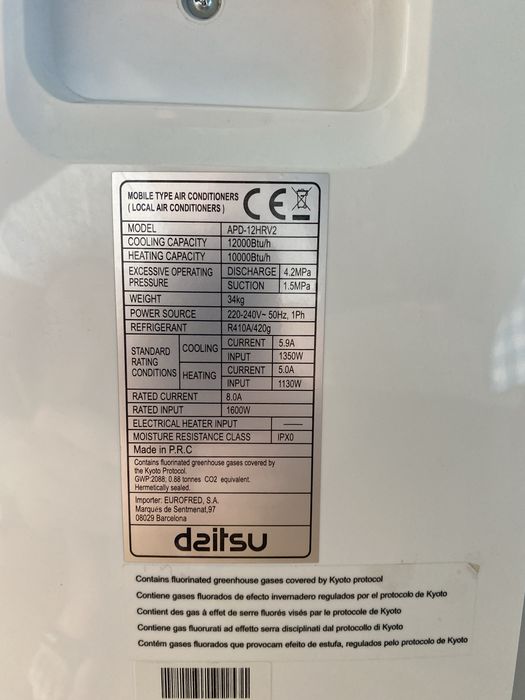 MOBILE TYPE AIR CONDITIONERS
( LOCAL AIR CONDITIONERS )
CE
MODEL APD-12HRV2
COOLING CAPACITY 12000Btu/h
HEATING CAPACITY 10000Btu/h
EXCESSIVE OPERATING PRESSURE DISCHARGE 4.2MPa
SUCTION 1.5MPa
WEIGHT 34kg
POWER SOURCE 220-240V~ 50Hz, 1Ph
REFRIGERANT R410A/420g
STANDARD RATING CONDITIONS COOLING CURRENT 5.9A
INPUT 1350W
HEATING CURRENT 5.0A
INPUT 1130W
RATED CURRENT 8.0A
RATED INPUT 1600W
ELECTRICAL HEATER INPUT ——
MOISTURE RESISTANCE CLASS IPX0
Made in P.R.C
Contains fluorinated greenhouse gases covered by
the Kyoto Protocol.
GWP:2088; 0.88 tonnes CO2 equivalent.
Hermetically sealed.
Importer: EUROFRED, S.A.
Marques de Sentmenat,97
08029 Barcelona
daitsu
Contains fluorinated greenhouse gases covered by Kyoto protocol
Contiene gases fluorados de efecto invernadero regulados por el protocolo de Kyoto
Contient des gas à effet de serre fluorés visés par le protocole de Kyoto
Contiene gas fluorurati ad effetto serra disciplinati dal protocollo di Kyoto
Contém gases fluorados que provocam efeito de estufa, regulados pelo protocolo de Kyoto